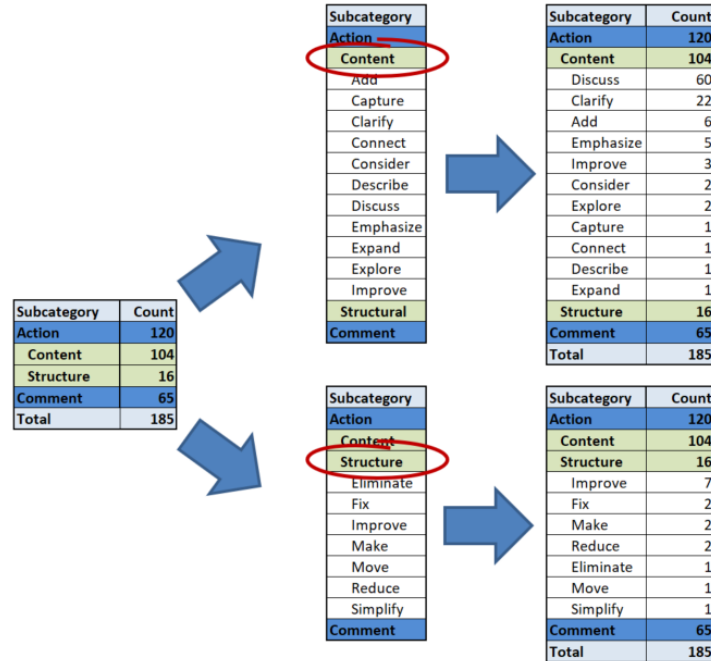 Subcategory Count
Action 120
Content 104
Structure 16
Comment 65
Total 185
Subcategory
Action
Content
Add
Capture
Clarify
Connect
Consider
Describe
Discuss
Emphasize
Expand
Explore
Improve
Structural
Comment
Subcategory Count
Action 120
Content 104
Discuss 60
Clarify 22
Add 6
Emphasize 5
Improve 3
Consider 2
Explore 2
Capture 1
Connect 1
Describe 1
Expand 1
Structure 16
Comment 65
Total 185
Subcategory
Action
Content
Structure
Eliminate
Fix
Improve
Make
Move
Reduce
Simplify
Comment
Subcategory Count
Action 120
Content 104
Structure 16
Improve 7
Fix 2
Make 2
Reduce 2
Eliminate 1
Move 1
Simplify 1
Comment 65
Total 185